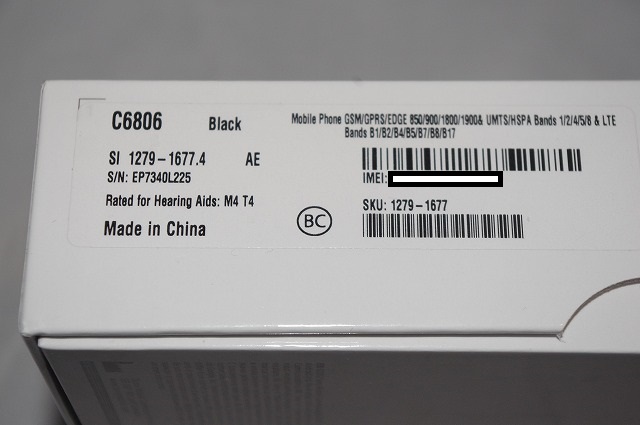 C6806 Black
Mobile Phone GSM/GPRS/EDGE 850/900/1800/1900& UMTS/HSPA Bands 1/2/4/5/8 & LTE
Bands B1/B2/B4/B5/B7/B8/B17
SI 1279-1677.4 AE
S/N: EP7340L225
IMEI:
Rated for Hearing Aids: M4 T4
SKU: 1279-1677
Made in China
BC